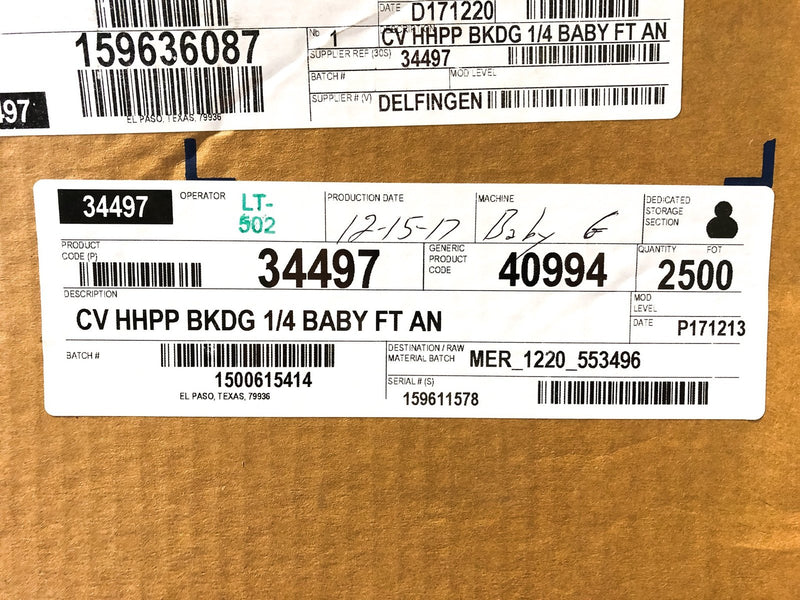 DATE D171220
159636087
Nb 1 CV HHPP BKDG 1/4 BABY FT AN
SUPPLIER REF (30S) 34497
BATCH # MOD LEVEL
SUPPLIER # (V) DELFINGEN
EL PASO, TEXAS, 79936
34497
OPERATOR LT-502
PRODUCTION DATE 12-15-17
MACHINE Baby G
DEDICATED STORAGE SECTION
PRODUCT CODE (P) 34497
GENERIC PRODUCT CODE 40994
QUANTITY FOT 2500
DESCRIPTION
CV HHPP BKDG 1/4 BABY FT AN
MOD LEVEL
DATE P171213
BATCH # 1500615414
EL PASO, TEXAS, 79936
DESTINATION / RAW MATERIAL BATCH MER_1220_553496
SERIAL # (S) 159611578